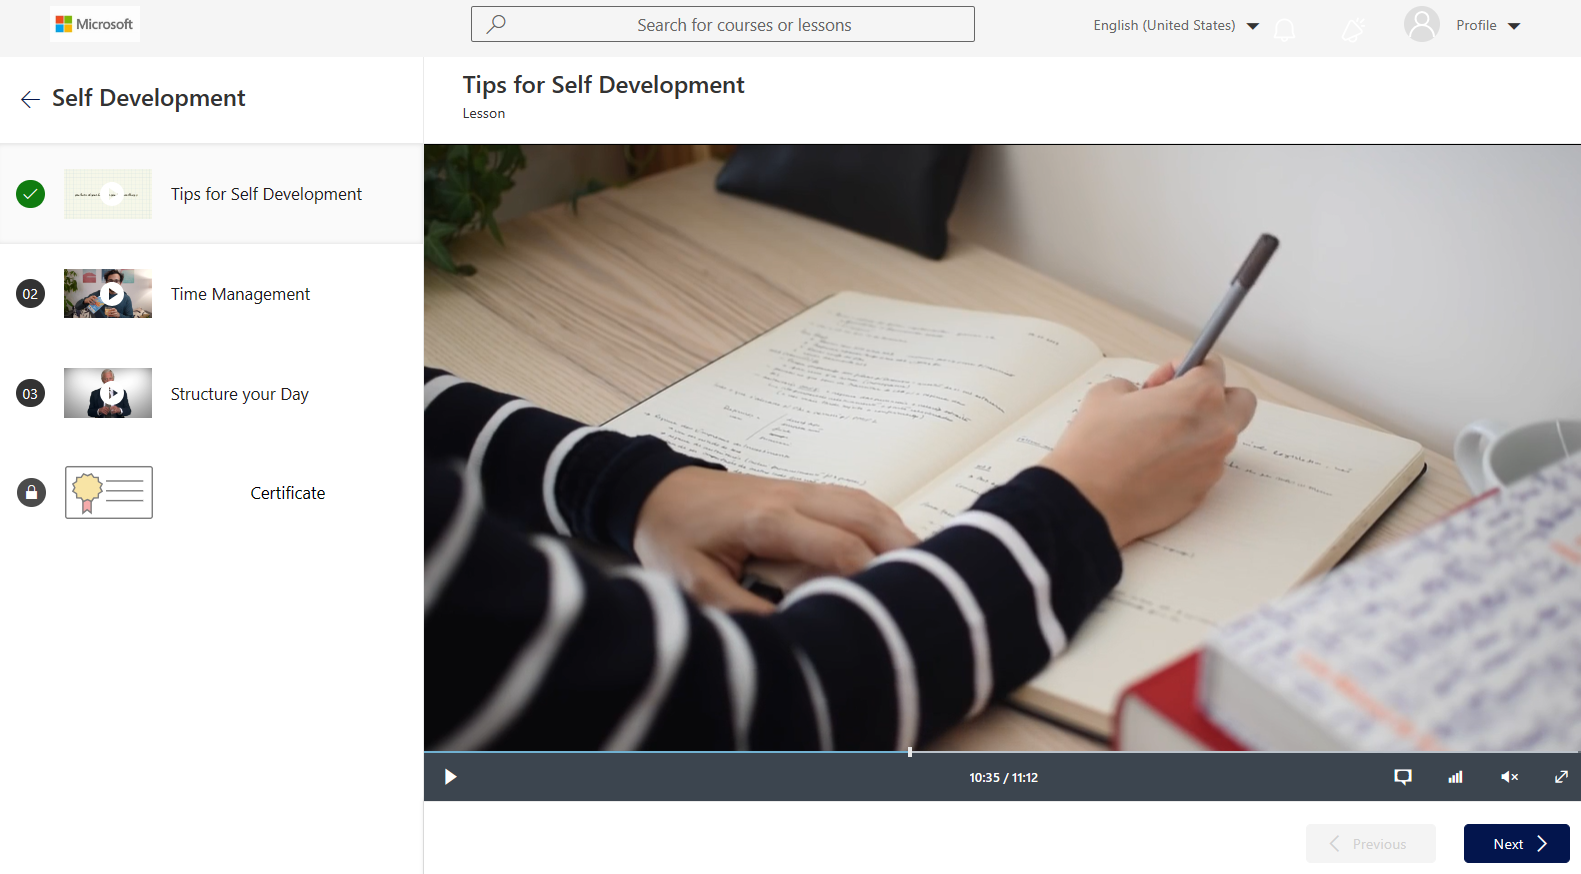 Microsoft
Search for courses or lessons
English (United States)
Profile
Self Development
Tips for Self Development
02
Time Management
03
Structure your Day
Certificate
Tips for Self Development
Lesson
10:35 / 11:12
Previous
Next